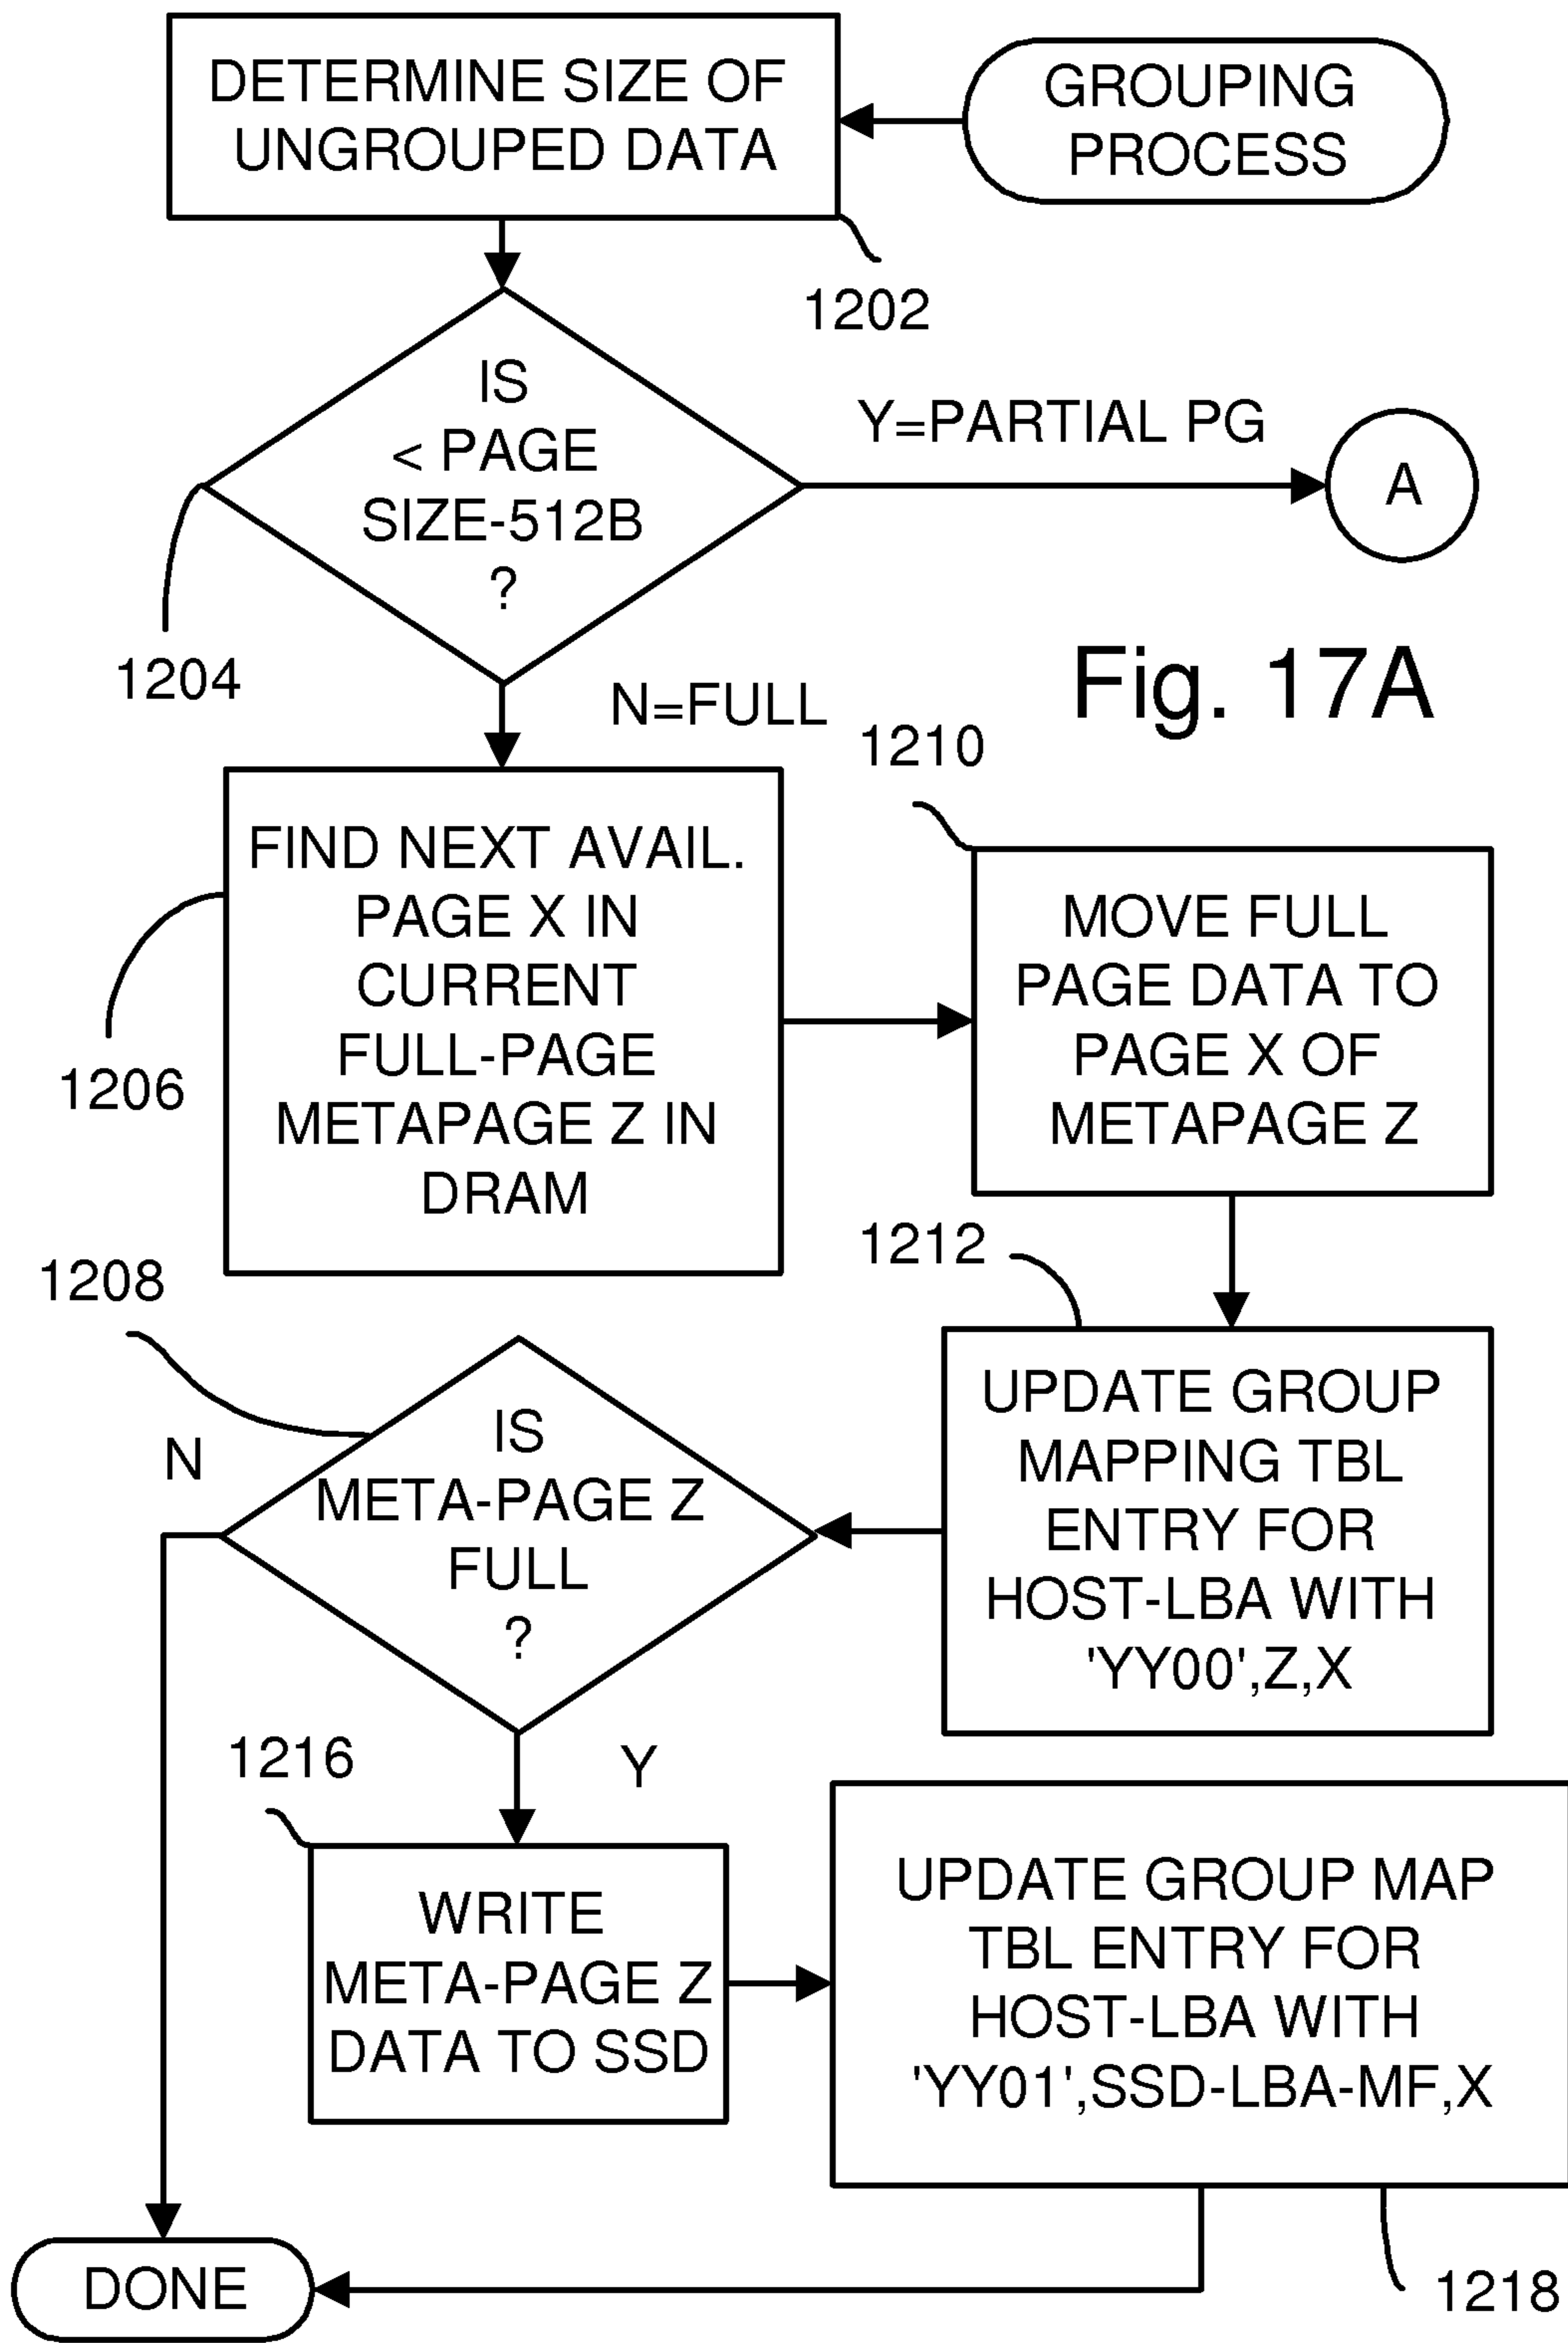 GROUPING
PROCESS
DETERMINE SIZE OF
UNGROUPED DATA
1202
IS
< PAGE
SIZE-512B
?
1204
Y=PARTIAL PG
A
Fig. 17A
N=FULL
FIND NEXT AVAIL.
PAGE X IN
CURRENT
FULL-PAGE
METAPAGE Z IN
DRAM
1206
1210
MOVE FULL
PAGE DATA TO
PAGE X OF
METAPAGE Z
1212
UPDATE GROUP
MAPPING TBL
ENTRY FOR
HOST-LBA WITH
'YY00',Z,X
1208
IS
META-PAGE Z
FULL
?
N
Y
1216
WRITE
META-PAGE Z
DATA TO SSD
UPDATE GROUP MAP
TBL ENTRY FOR
HOST-LBA WITH
'YY01',SSD-LBA-MF,X
1218
DONE